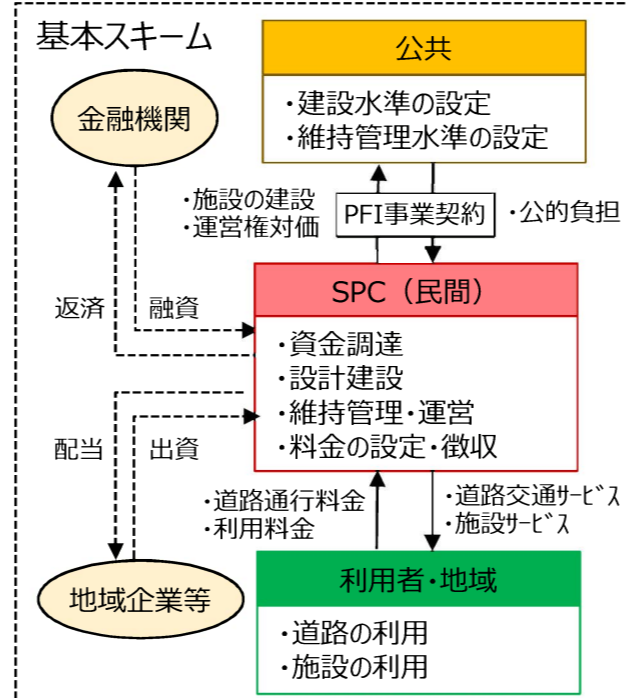 基本スキーム
公共
・建設水準の設定
・維持管理水準の設定
金融機関
・施設の建設
・運営権対価
PFI事業契約
・公的負担
返済
融資
SPC（民間）
・資金調達
・設計建設
・維持管理・運営
・料金の設定・徴収
配当
出資
・道路通行料金
・利用料金
・道路交通ｻｰﾋﾞｽ
・施設サービス
地域企業等
利用者・地域
・道路の利用
・施設の利用